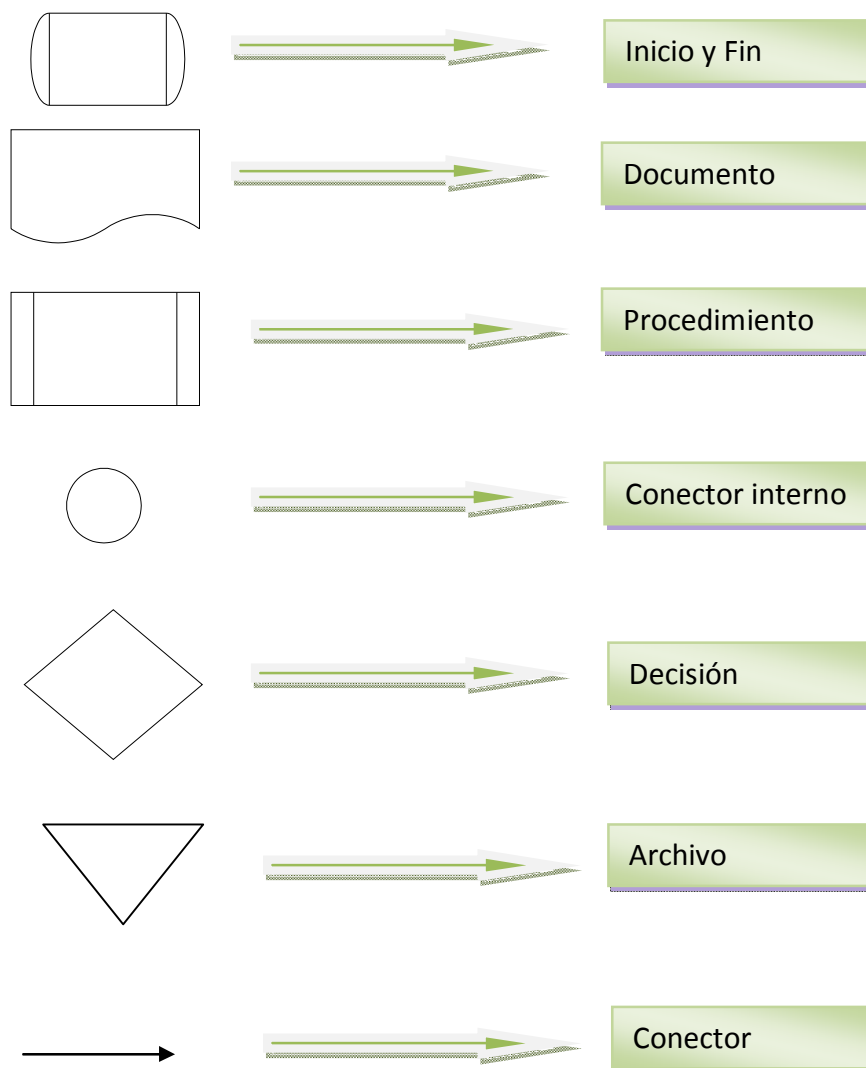 Inicio y Fin
Documento
Procedimiento
Conector interno
Decisión
Archivo
Conector